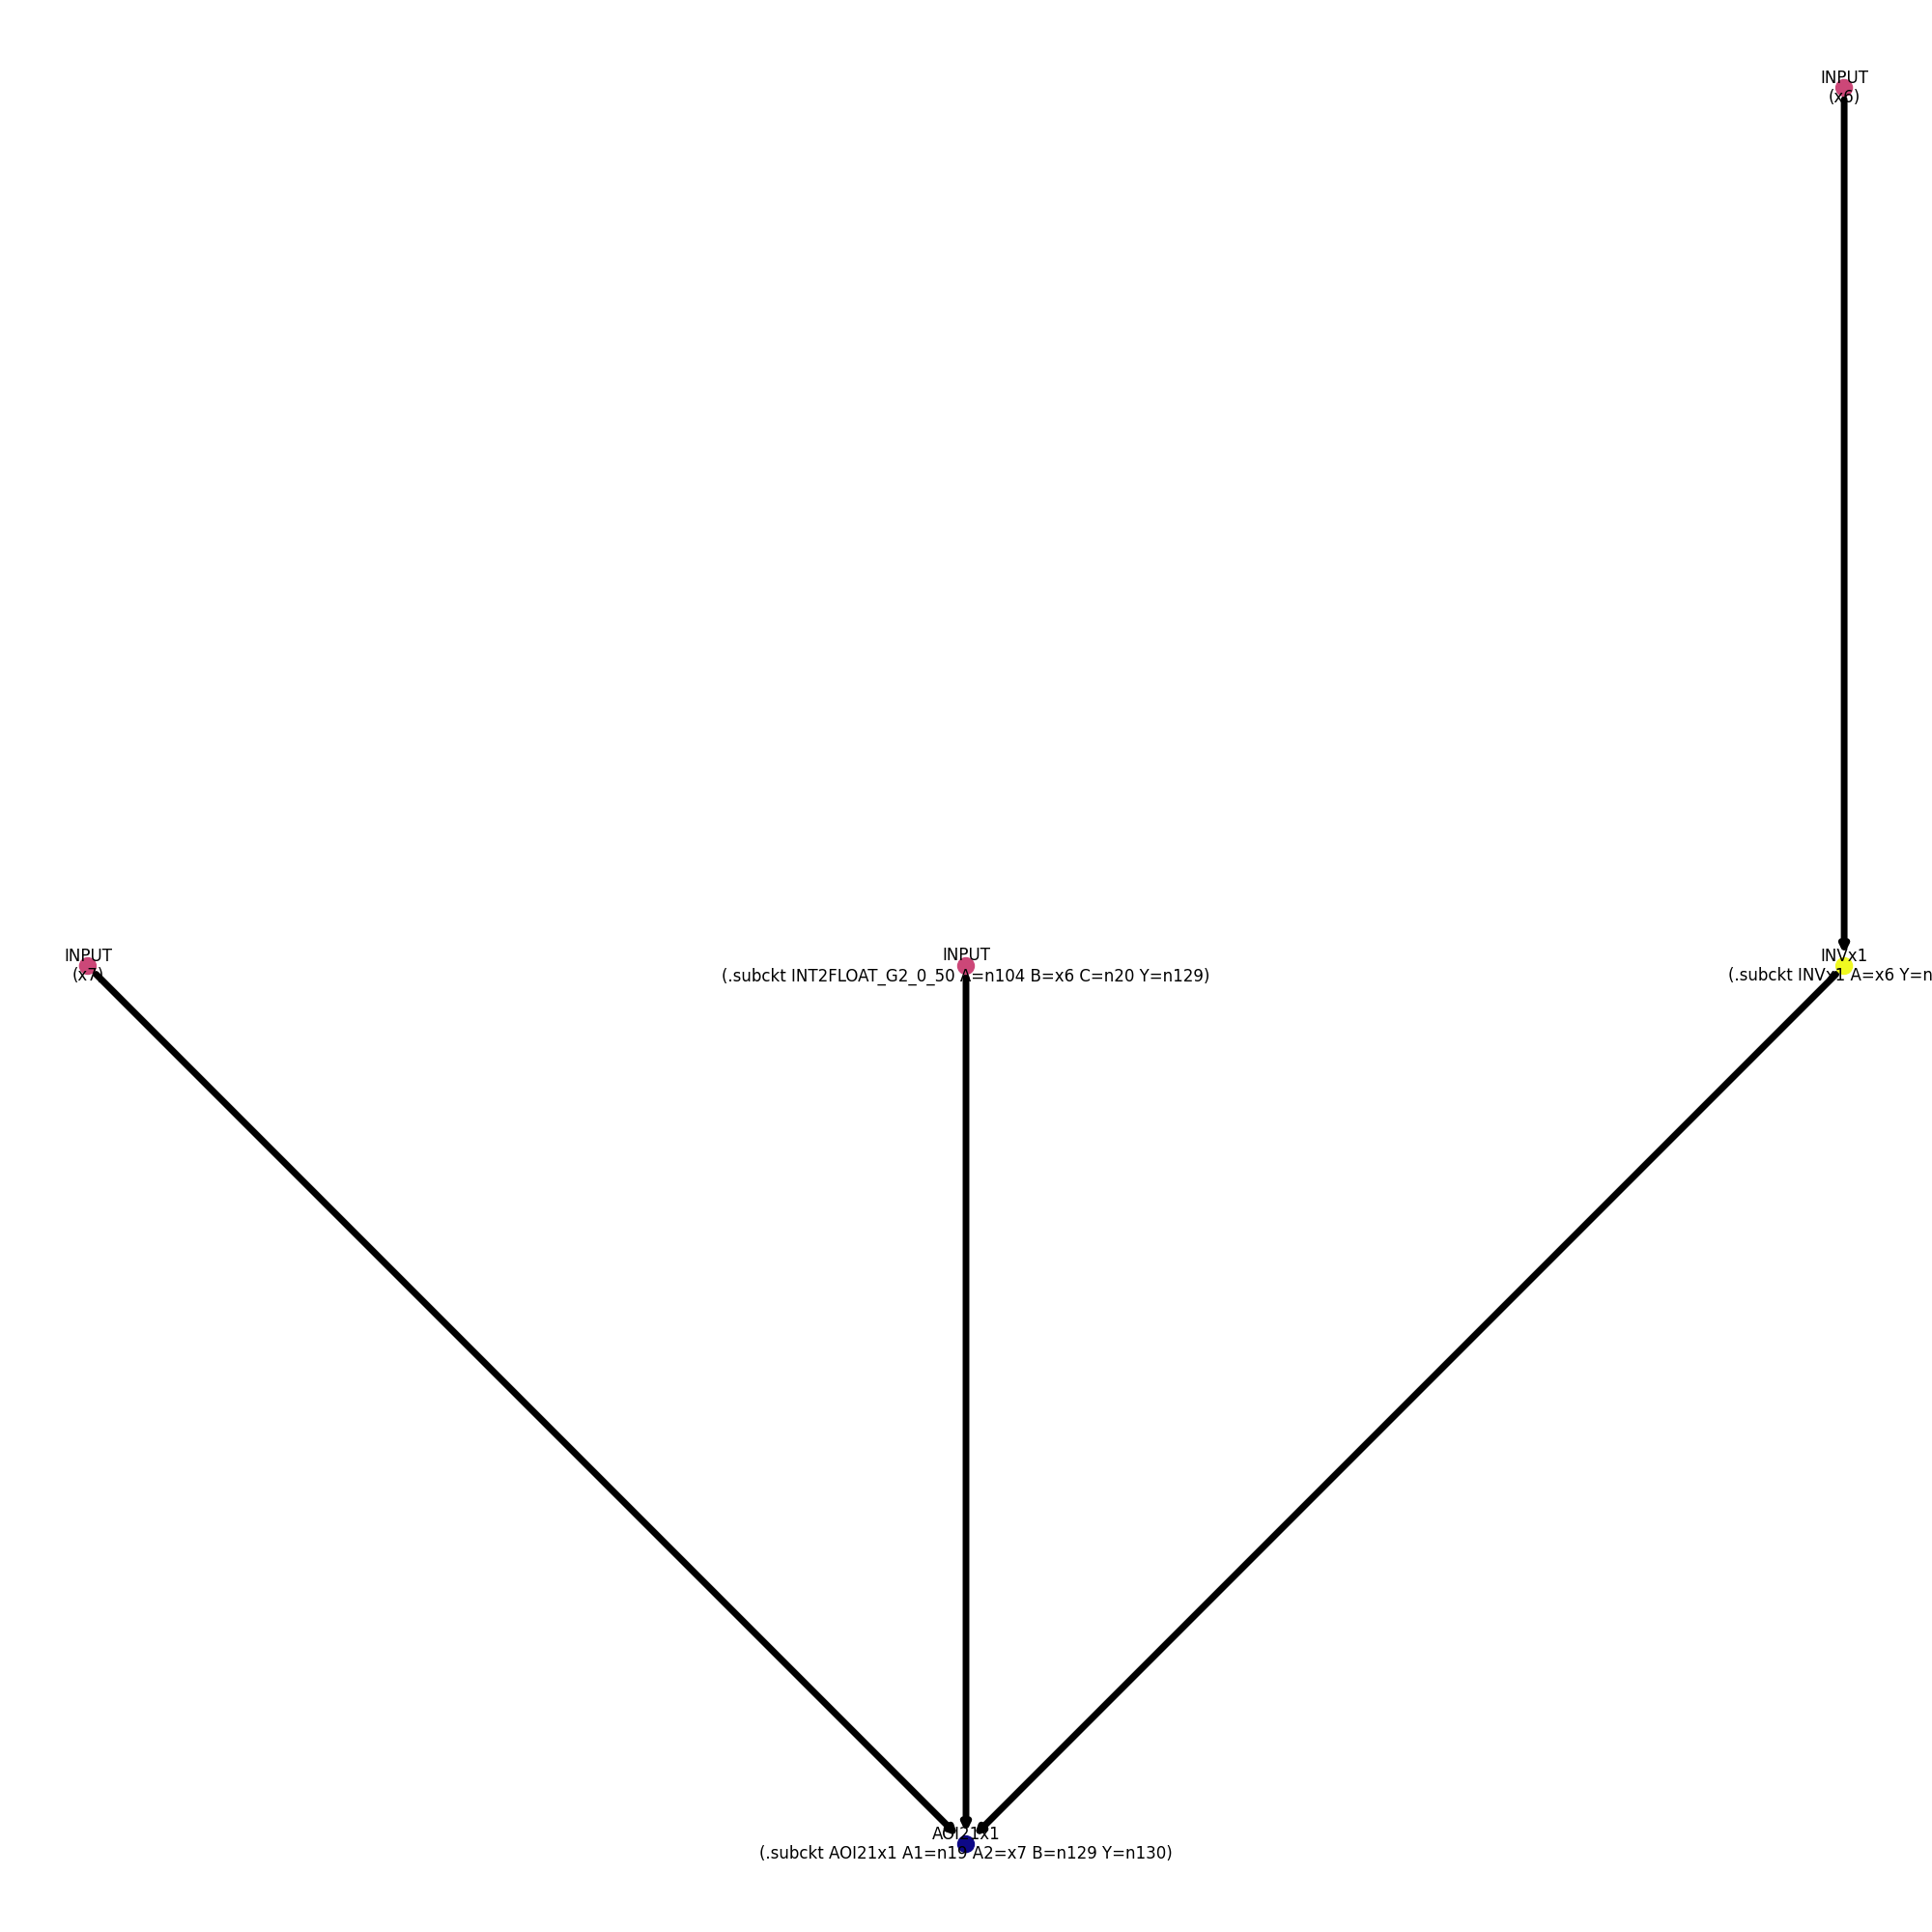 INPUT
(x6)
INPUT
(x7)
INPUT
(.subckt INT2FLOAT_G2_0_50 A=n104 B=x6 C=n20 Y=n129)
INVx1
(.subckt INVx1 A=x6 Y=n
AOI21x1
(.subckt AOI21x1 A1=n19 A2=x7 B=n129 Y=n130)